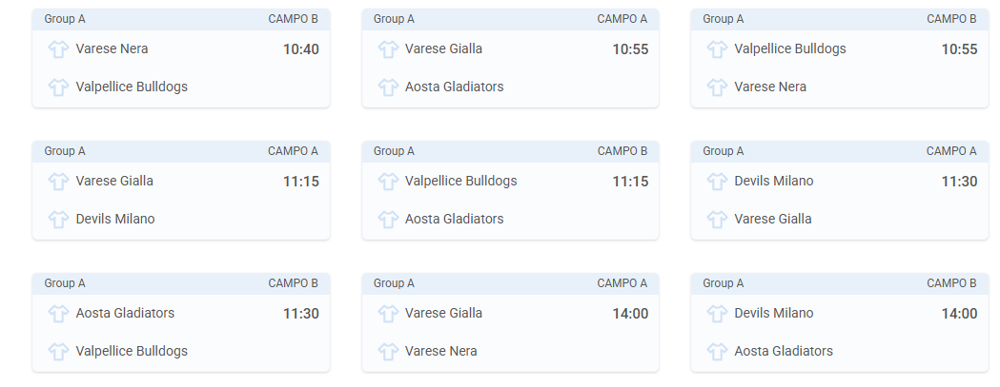 Group A CAMPO B
Varese Nera 10:40
Valpellice Bulldogs
Group A CAMPO A
Varese Gialla 10:55
Aosta Gladiators
Group A CAMPO B
Valpellice Bulldogs 10:55
Varese Nera
Group A CAMPO A
Varese Gialla 11:15
Devils Milano
Group A CAMPO B
Valpellice Bulldogs 11:15
Aosta Gladiators
Group A CAMPO A
Devils Milano 11:30
Varese Gialla
Group A CAMPO B
Aosta Gladiators 11:30
Valpellice Bulldogs
Group A CAMPO A
Varese Gialla 14:00
Varese Nera
Group A CAMPO B
Devils Milano 14:00
Aosta Gladiators